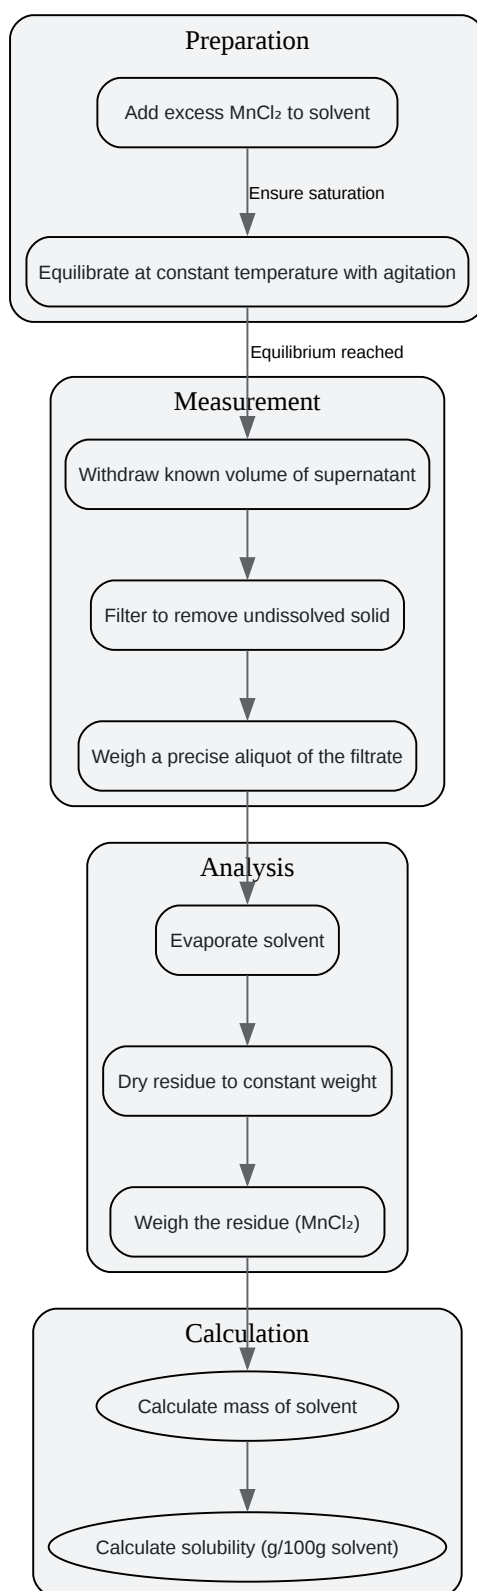 Preparation
Add excess MnCl₂ to solvent
Ensure saturation
Equilibrate at constant temperature with agitation
Equilibrium reached
Measurement
Withdraw known volume of supernatant
Filter to remove undissolved solid
Weigh a precise aliquot of the filtrate
Analysis
Evaporate solvent
Dry residue to constant weight
Weigh the residue (MnCl₂)
Calculation
Calculate mass of solvent
Calculate solubility (g/100g solvent)